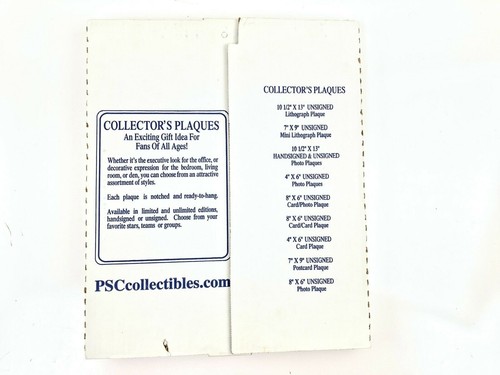 COLLECTOR'S PLAQUES
An Exciting Gift Idea For
Fans Of All Ages!
Whether it's the executive look for the office, or
decorative expression for the bedroom, living
room, or den, you can choose from an attractive
assortment of styles.
Each plaque is notched and ready-to-hang.
Available in limited and unlimited editions,
handsigned or unsigned. Choose from your
favorite stars, teams or groups.
PSCcollectibles.com
COLLECTOR'S PLAQUES
10 1/2" X 13" UNSIGNED
Lithograph Plaque
7" X 9" UNSIGNED
Mini Lithograph Plaque
10 1/2" X 13"
HANDSIGNED & UNSIGNED
Photo Plaques
4" X 6" UNSIGNED
Photo Plaques
8" X 6" UNSIGNED
Card/Photo Plaque
8" X 6" UNSIGNED
Card/Card Plaque
4" X 6" UNSIGNED
Card Plaque
7" X 9" UNSIGNED
Postcard Plaque
8" X 6" UNSIGNED
Photo Plaque